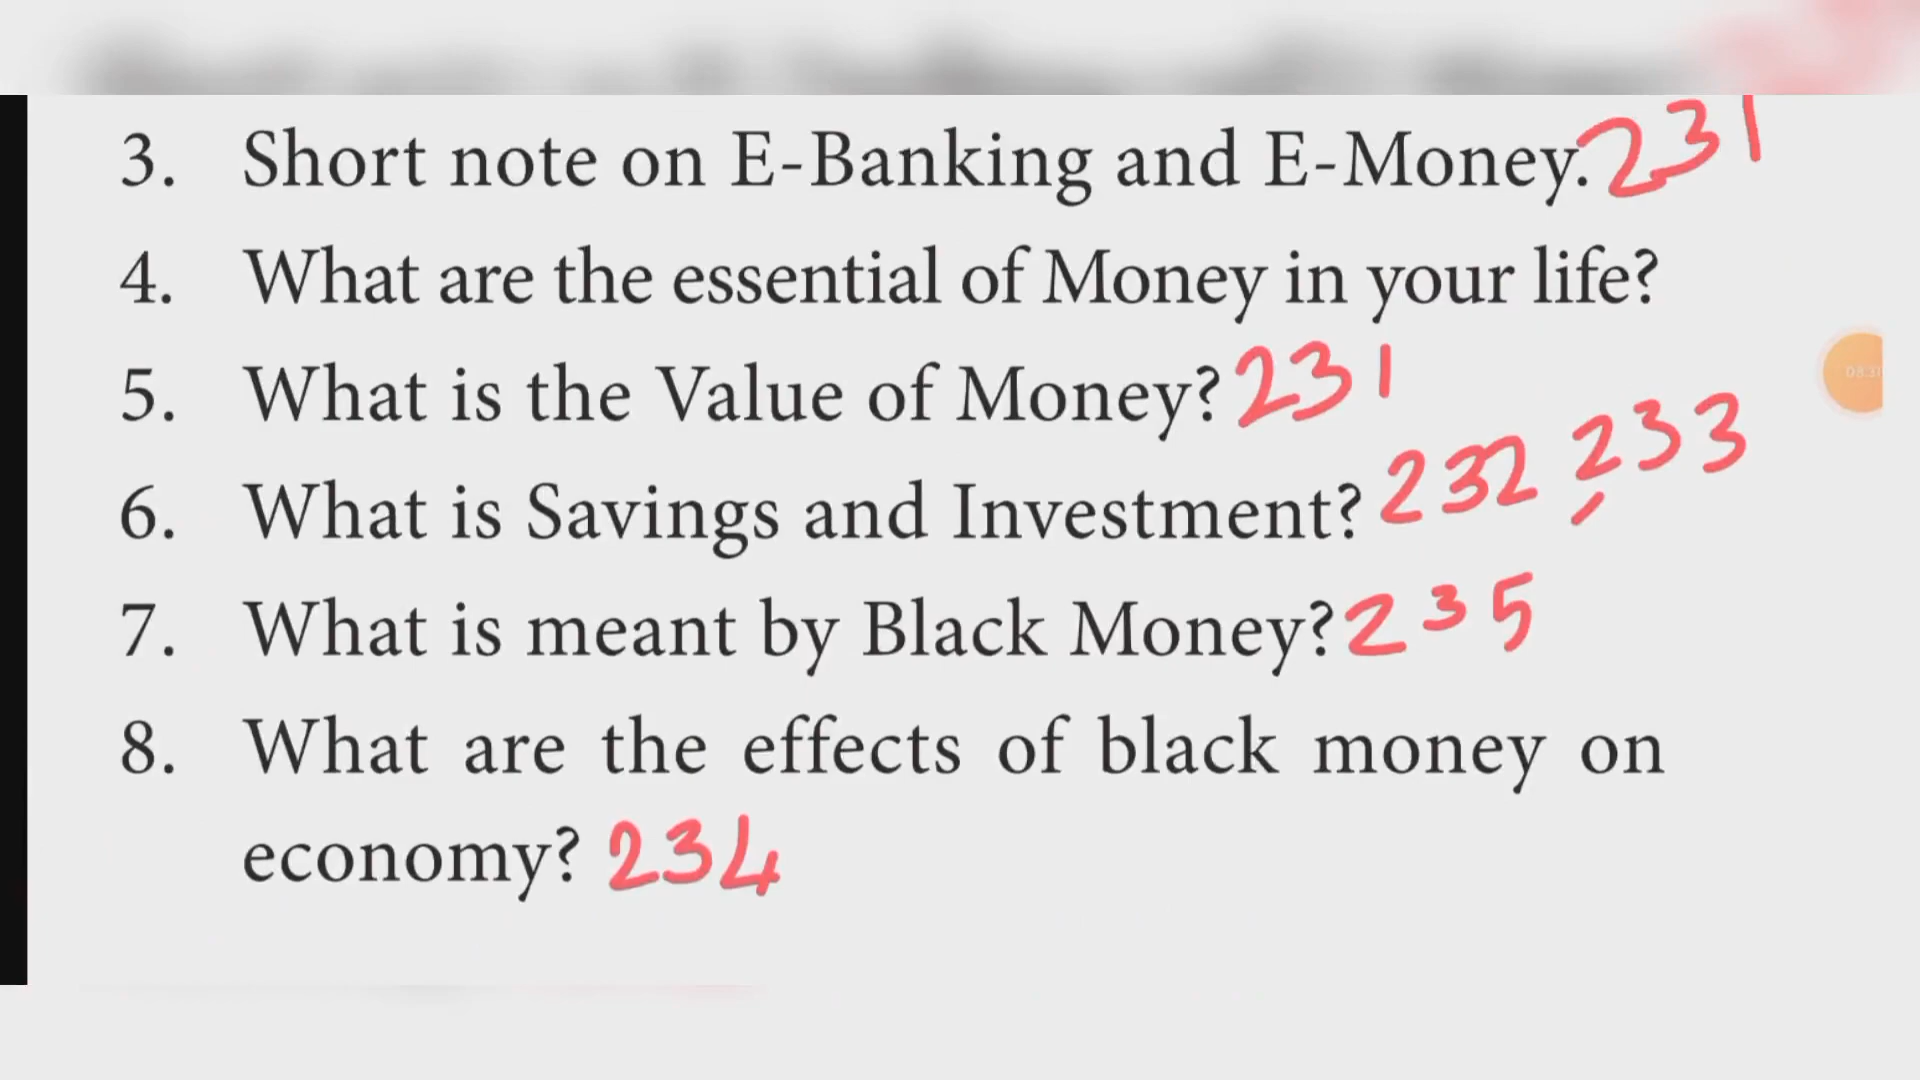 3. Short note on E-Banking and E-Money. 231
4. What are the essential of Money in your life?
5. What is the Value of Money? 231
6. What is Savings and Investment? 232, 233
7. What is meant by Black Money? 235
8. What are the effects of black money on
economy? 234